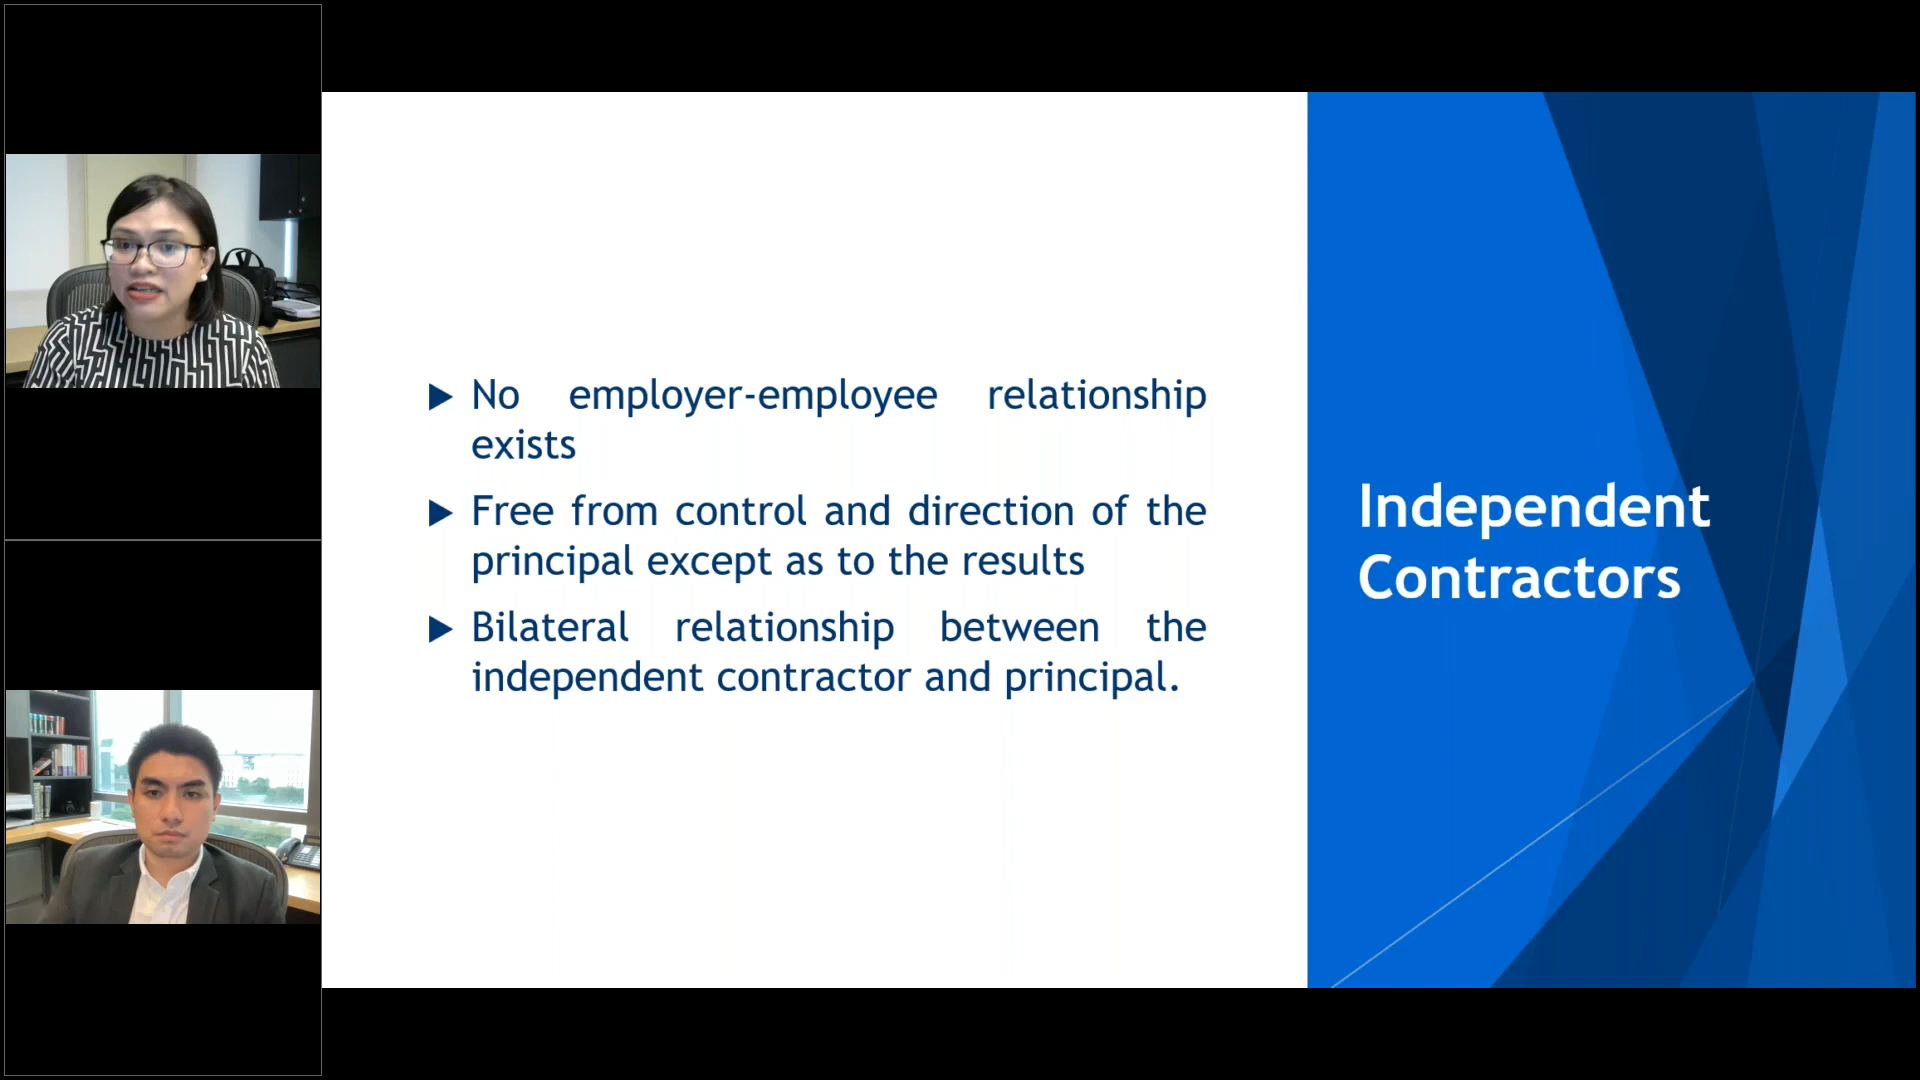 No employer-employee relationship
exists
Free from control and direction of the
principal except as to the results
Bilateral relationship between the
independent contractor and principal.
Independent
Contractors